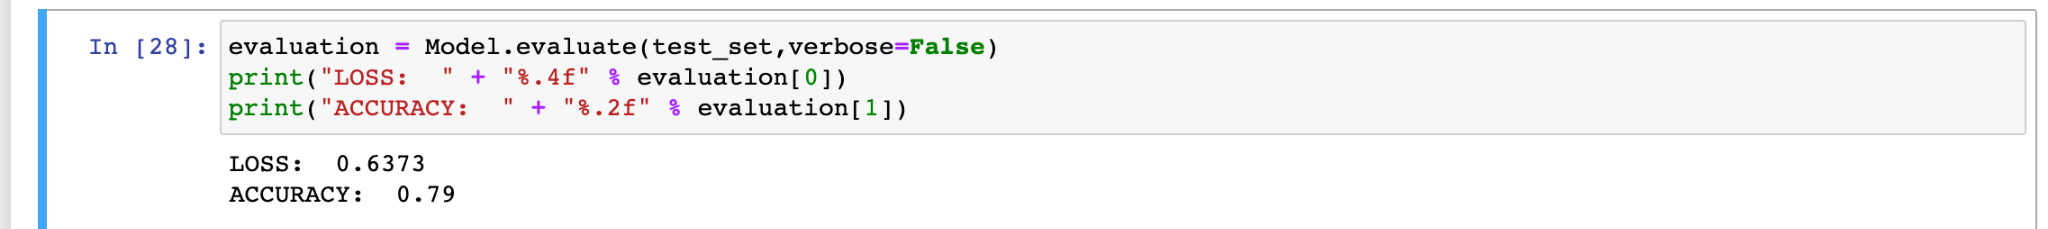 In [28]: evaluation = Model.evaluate(test_set,verbose=False)
print("LOSS:  " + "%.4f" % evaluation[0])
print("ACCURACY:  " + "%.2f" % evaluation[1])
LOSS:  0.6373
ACCURACY:  0.79